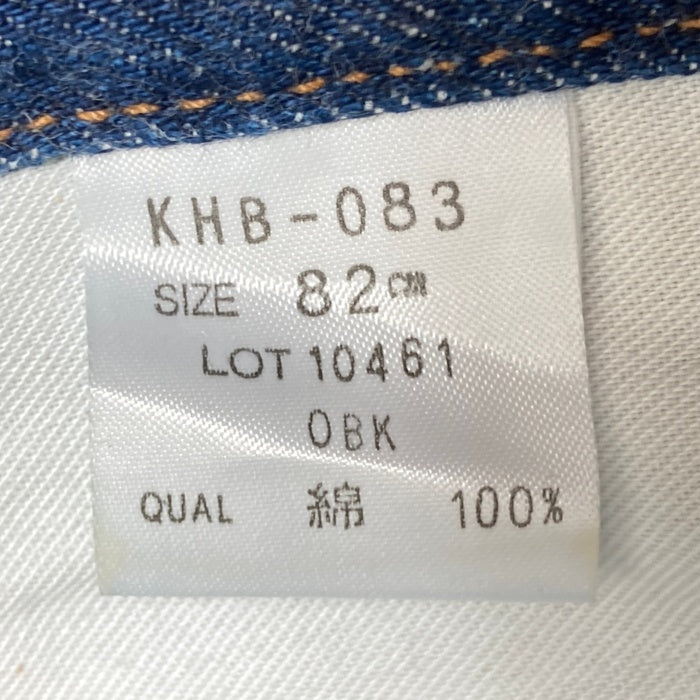 KHB-083
SIZE 82cm
LOT 10461
OBK
QUAL 綿 100%